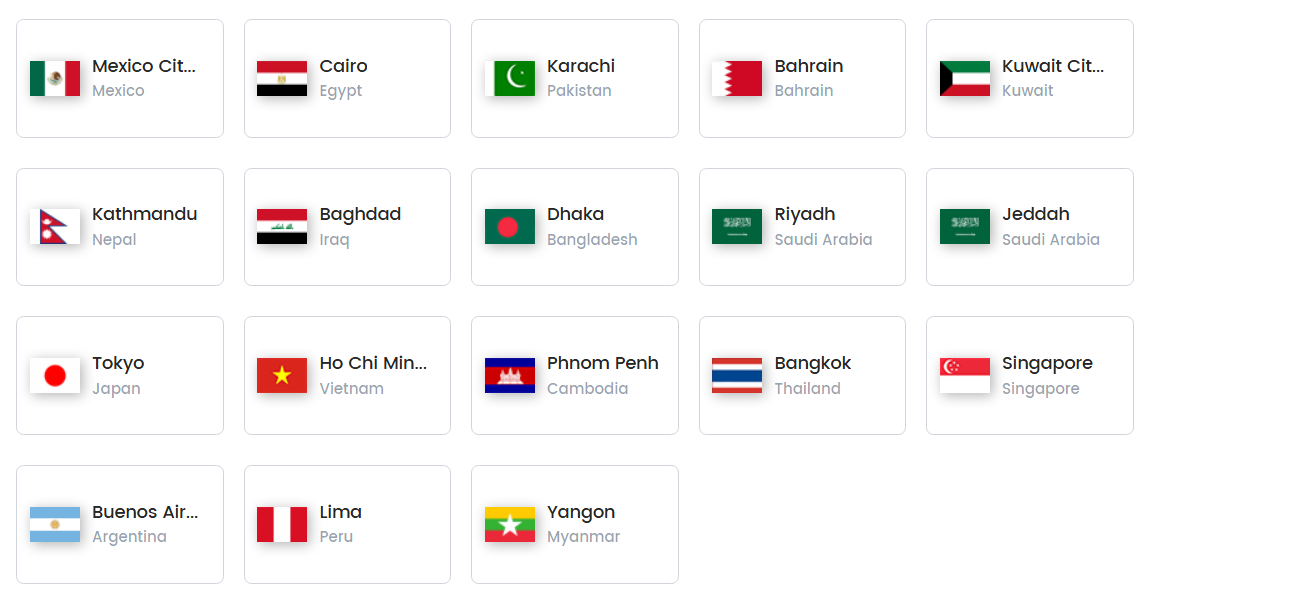 Mexico Cit...
Mexico
Cairo
Egypt
Karachi
Pakistan
Bahrain
Bahrain
Kuwait Cit...
Kuwait
Kathmandu
Nepal
Baghdad
Iraq
Dhaka
Bangladesh
Riyadh
Saudi Arabia
Jeddah
Saudi Arabia
Tokyo
Japan
Ho Chi Min...
Vietnam
Phnom Penh
Cambodia
Bangkok
Thailand
Singapore
Singapore
Buenos Air...
Argentina
Lima
Peru
Yangon
Myanmar